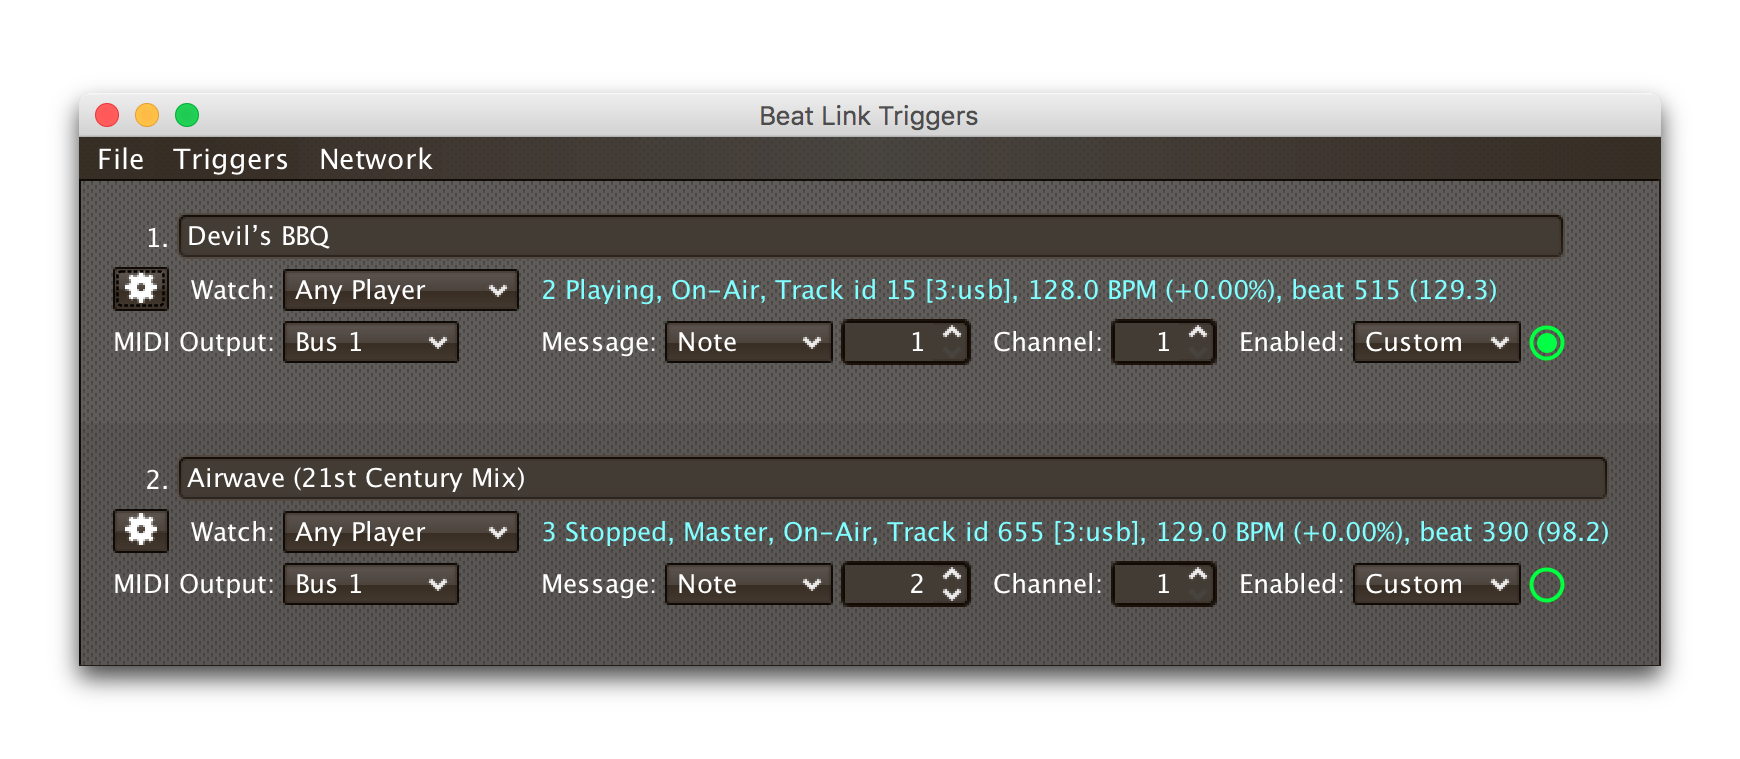 Beat Link Triggers
File Triggers Network
1. Devil’s BBQ
Watch: Any Player 2 Playing, On-Air, Track id 15 [3:usb], 128.0 BPM (+0.00%), beat 515 (129.3)
MIDI Output: Bus 1 Message: Note 1 Channel: 1 Enabled: Custom
2. Airwave (21st Century Mix)
Watch: Any Player 3 Stopped, Master, On-Air, Track id 655 [3:usb], 129.0 BPM (+0.00%), beat 390 (98.2)
MIDI Output: Bus 1 Message: Note 2 Channel: 1 Enabled: Custom